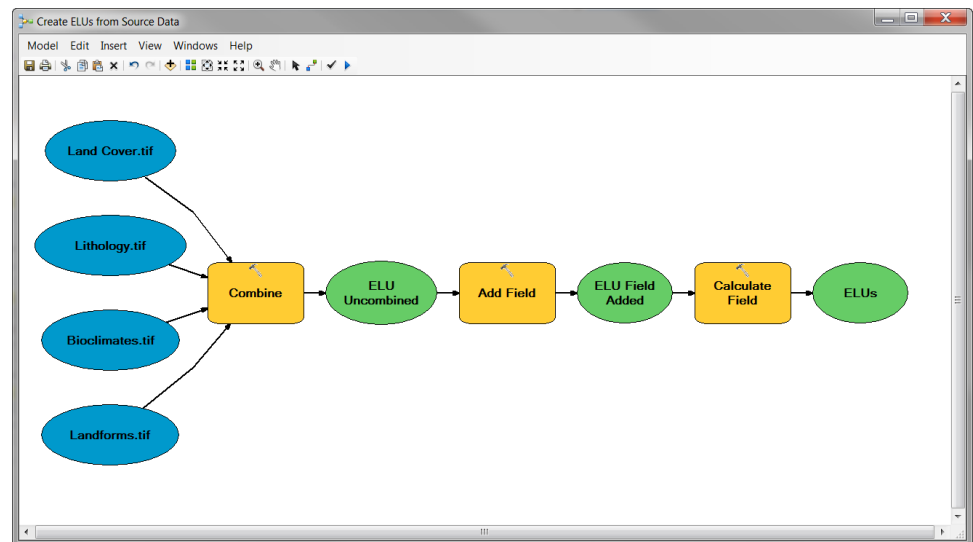 Create ELUs from Source Data
Model Edit Insert View Windows Help
Land Cover.tif
Lithology.tif
Bioclimates.tif
Landforms.tif
Combine
ELU
Uncombined
Add Field
ELU Field
Added
Calculate
Field
ELUs